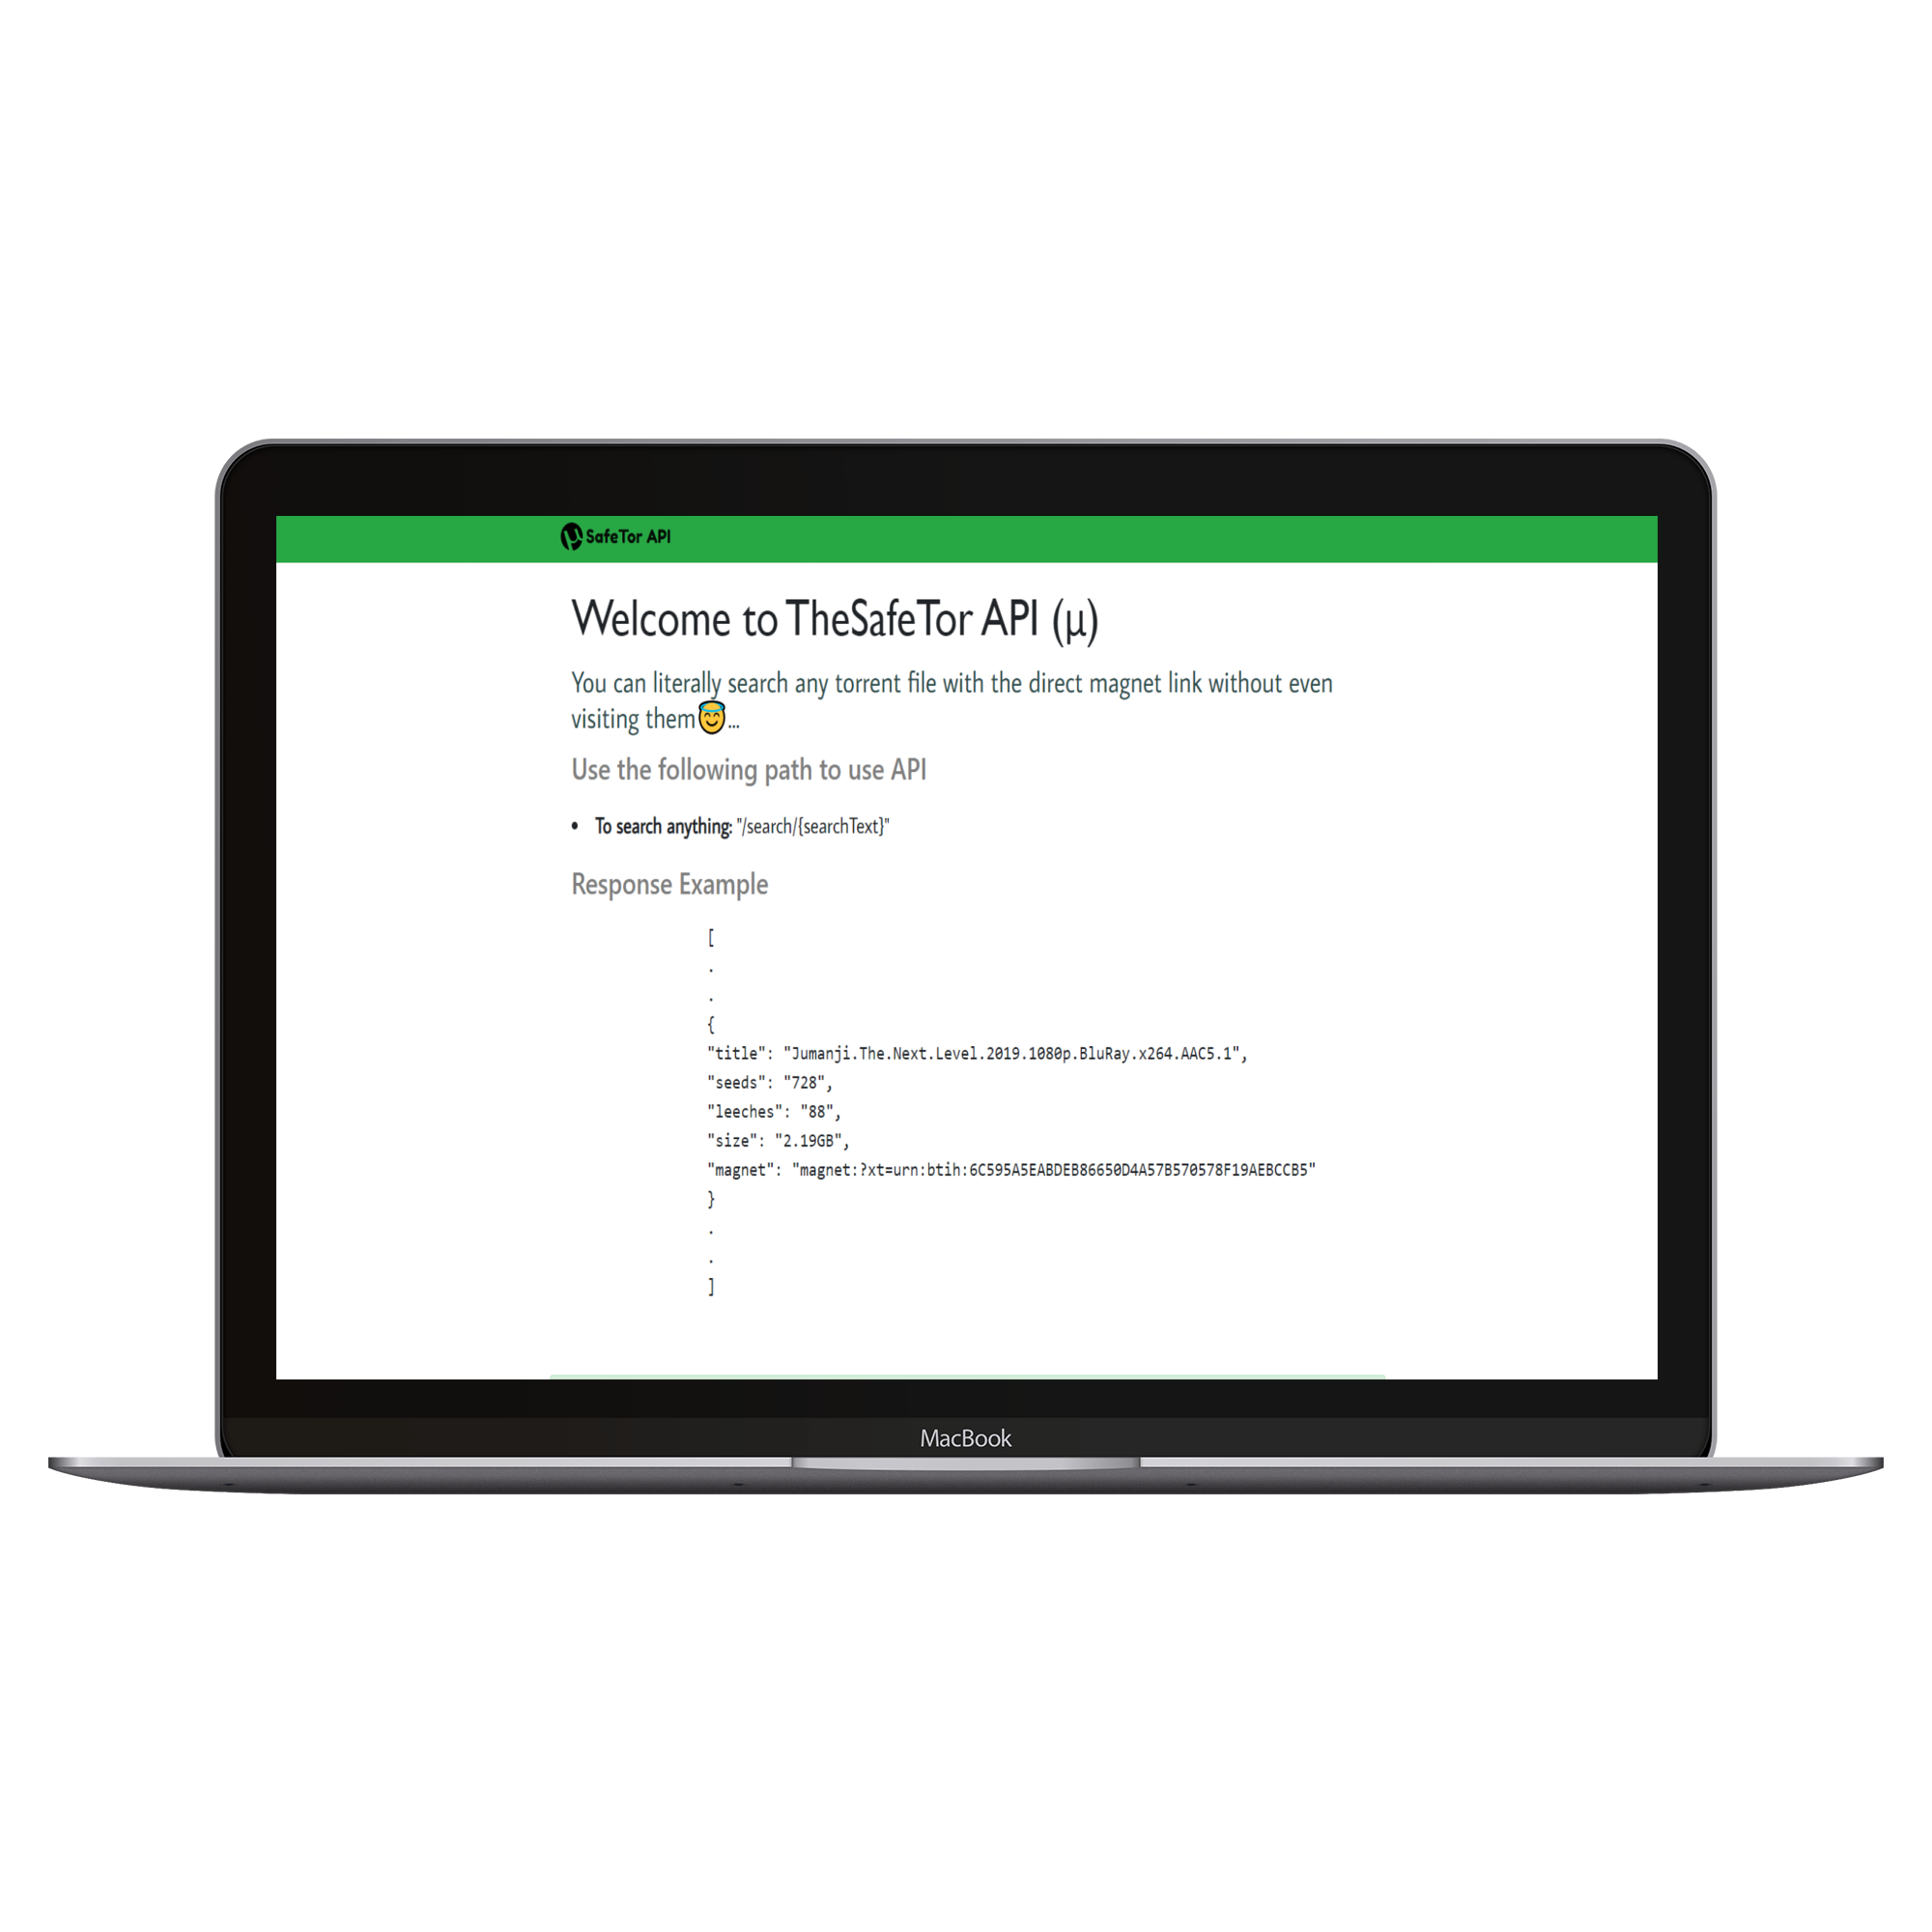 SafeTor API
Welcome to TheSafeTor API (µ)
You can literally search any torrent file with the direct magnet link without even
visiting them😇...
Use the following path to use API
• To search anything: "/search/{searchText}"
Response Example
[
.
.
{
"title": "Jumanji.The.Next.Level.2019.1080p.BluRay.x264.AAC5.1",
"seeds": "728",
"leeches": "88",
"size": "2.19GB",
"magnet": "magnet:?xt=urn:btih:6C595A5EABDEB86650D4A57B570578F19AEBCCB5"
}
.
.
]
MacBook